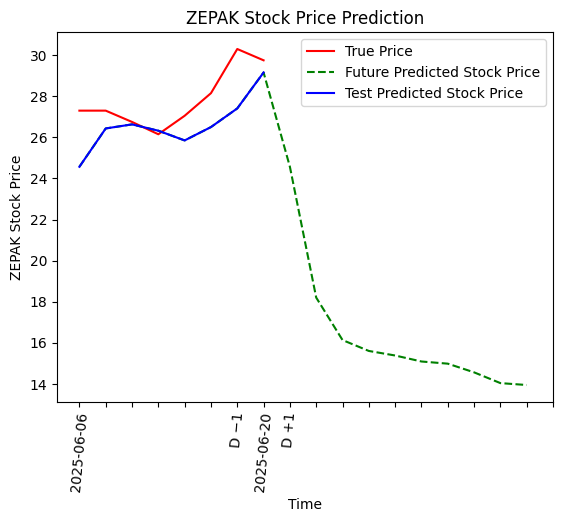 ZEPAK Stock Price Prediction
True Price
Future Predicted Stock Price
Test Predicted Stock Price
ZEPAK Stock Price
30
28
26
24
22
20
18
16
14
2025-06-06
D −1
2025-06-20
D +1
Time